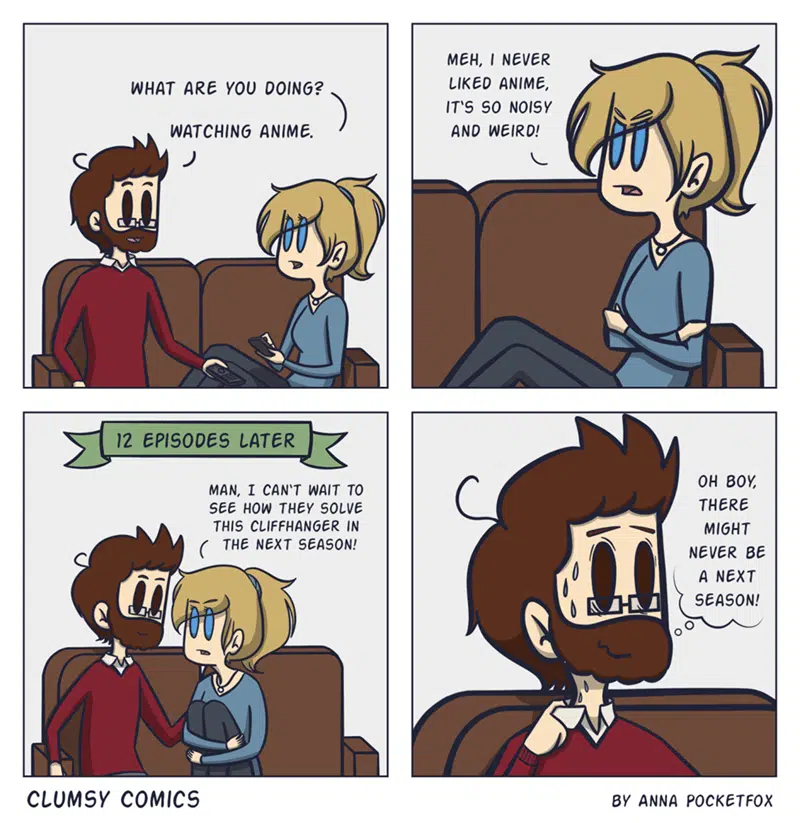 WHAT ARE YOU DOING?
WATCHING ANIME.
MEH, I NEVER
LIKED ANIME,
IT'S SO NOISY
AND WEIRD!
12 EPISODES LATER
MAN, I CAN'T WAIT TO
SEE HOW THEY SOLVE
THIS CLIFFHANGER IN
THE NEXT SEASON!
OH BOY,
THERE
MIGHT
NEVER BE
A NEXT
SEASON!
CLUMSY COMICS
BY ANNA POCKETFOX